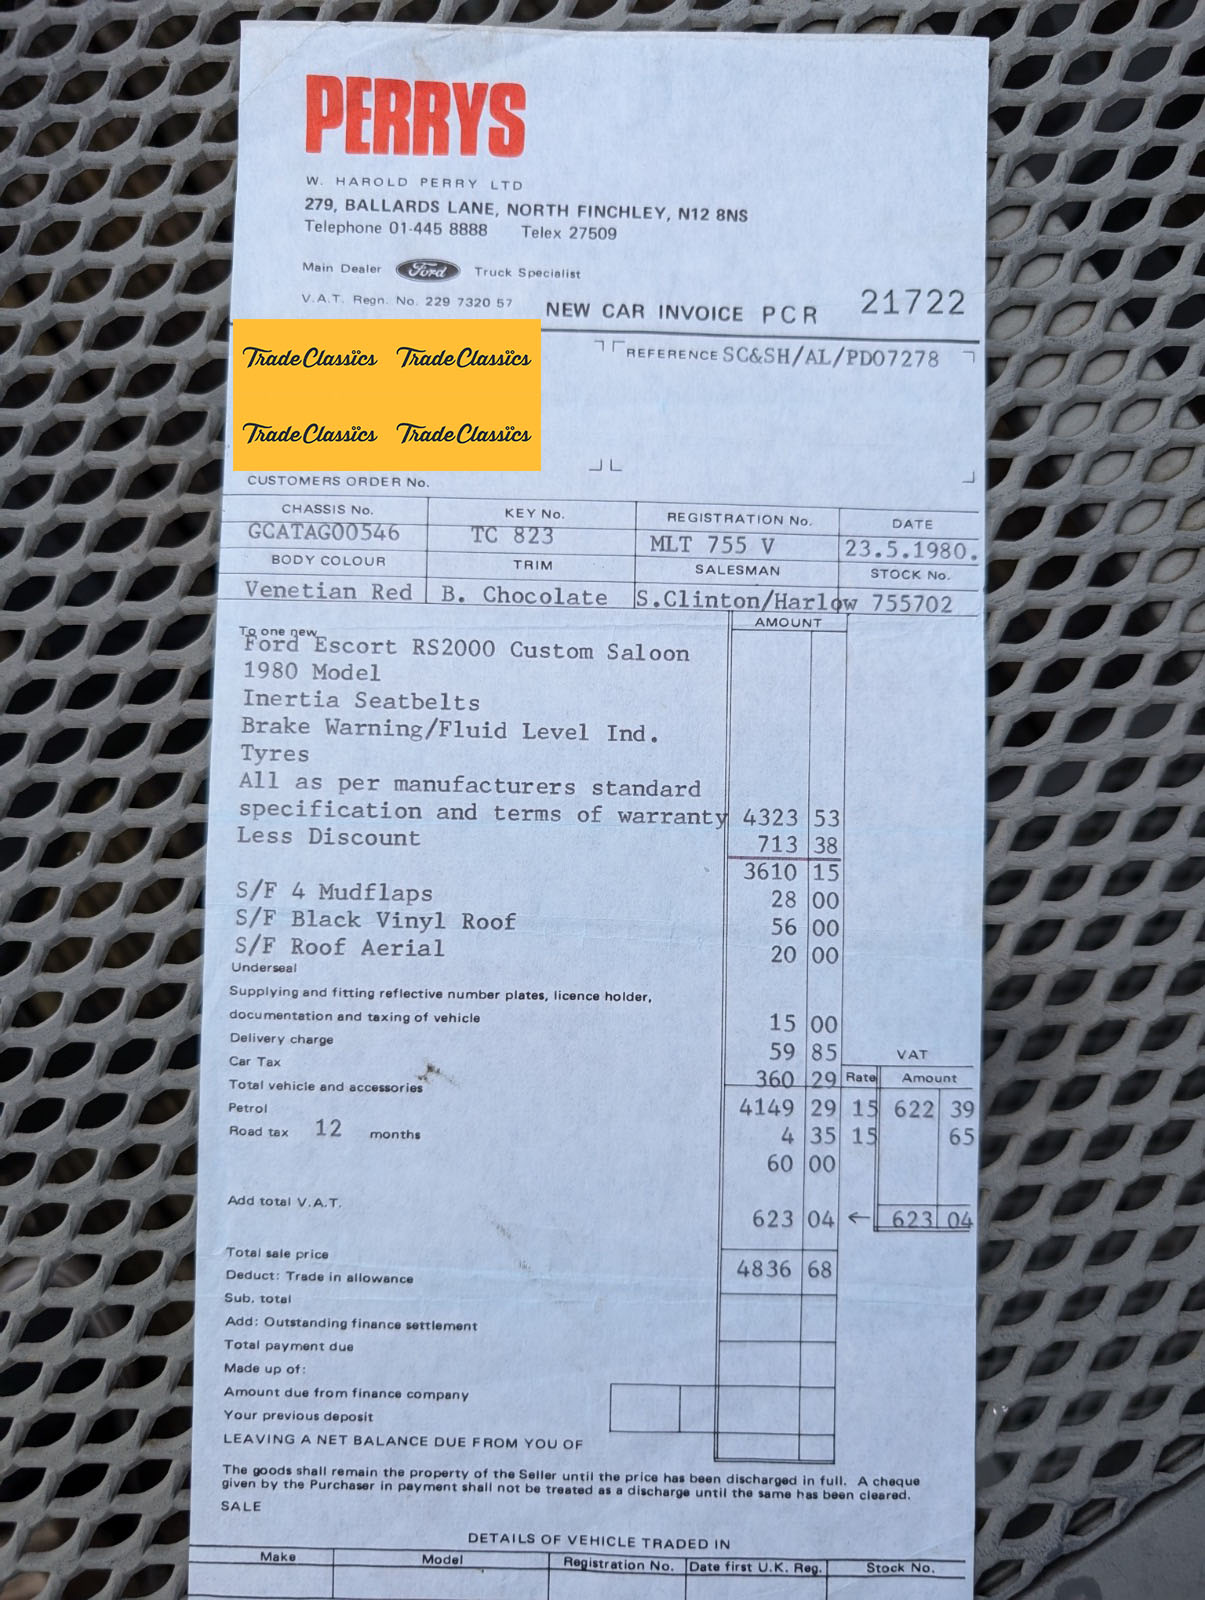 PERRYS
W. HAROLD PERRY LTD
279, BALLARDS LANE, NORTH FINCHLEY, N12 8NS
Telephone 01-445 8888 Telex 27509
Main Dealer Ford Truck Specialist
V.A.T. Regn. No. 229 7320 57 NEW CAR INVOICE PCR 21722
TradeClassics TradeClassics
REFERENCE SC&SH/AL/PD07278
TradeClassics TradeClassics
CUSTOMERS ORDER No.
CHASSIS No. KEY No. REGISTRATION No. DATE
GCATAG00546 TC 823 MLT 755 V 23.5.1980.
BODY COLOUR TRIM SALESMAN STOCK No.
Venetian Red B. Chocolate S.Clinton/Harlow 755702
AMOUNT
To one new
Ford Escort RS2000 Custom Saloon
1980 Model
Inertia Seatbelts
Brake Warning/Fluid Level Ind.
Tyres
All as per manufacturers standard
specification and terms of warranty 4323 53
Less Discount 713 38
3610 15
S/F 4 Mudflaps 28 00
S/F Black Vinyl Roof 56 00
S/F Roof Aerial 20 00
Underseal
Supplying and fitting reflective number plates, licence holder,
documentation and taxing of vehicle 15 00
Delivery charge 59 85 VAT
Car Tax 360 29 Rate Amount
Total vehicle and accessories 4149 29 15 622 39
Petrol 4 35 15 65
Road tax 12 months 60 00
Add total V.A.T. 623 04 ← 623 04
Total sale price 4836 68
Deduct: Trade in allowance
Sub. total
Add: Outstanding finance settlement
Total payment due
Made up of:
Amount due from finance company
Your previous deposit
LEAVING A NET BALANCE DUE FROM YOU OF
The goods shall remain the property of the Seller until the price has been discharged in full. A cheque
given by the Purchaser in payment shall not be treated as a discharge until the same has been cleared.
SALE
DETAILS OF VEHICLE TRADED IN
Make Model Registration No. Date first U.K. Reg. Stock No.